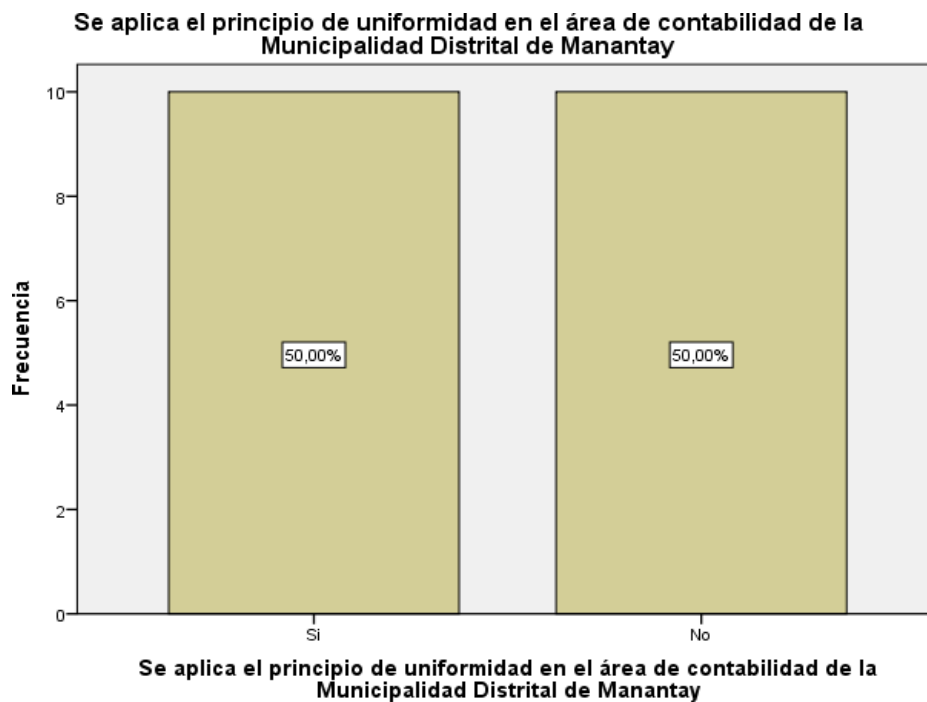 Se aplica el principio de uniformidad en el área de contabilidad de la
Municipalidad Distrital de Manantay
Frecuencia
10
8
6
4
2
0
50,00%
50,00%
Si
No
Se aplica el principio de uniformidad en el área de contabilidad de la
Municipalidad Distrital de Manantay